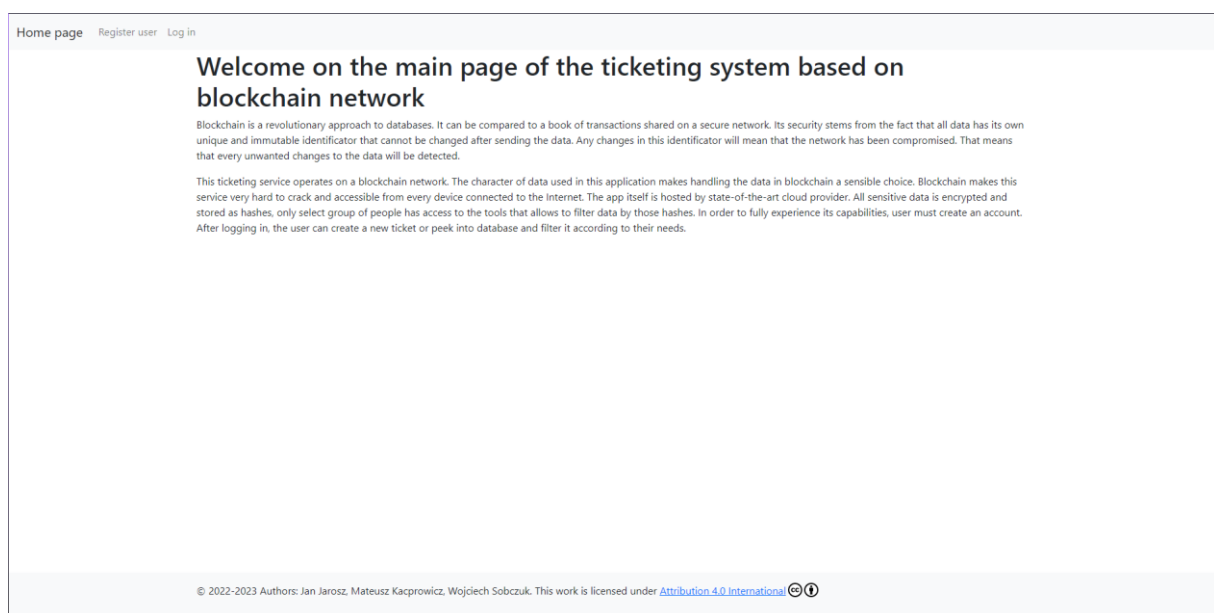 Home page Register user Log in
Welcome on the main page of the ticketing system based on
blockchain network
Blockchain is a revolutionary approach to databases. It can be compared to a book of transactions shared on a secure network. Its security stems from the fact that all data has its own
unique and immutable identificator that cannot be changed after sending the data. Any changes in this identificator will mean that the network has been compromised. That means
that every unwanted changes to the data will be detected.
This ticketing service operates on a blockchain network. The character of data used in this application makes handling the data in blockchain a sensible choice. Blockchain makes this
service very hard to crack and accessible from every device connected to the Internet. The app itself is hosted by state-of-the-art cloud provider. All sensitive data is encrypted and
stored as hashes, only select group of people has access to the tools that allows to filter data by those hashes. In order to fully experience its capabilities, user must create an account.
After logging in, the user can create a new ticket or peek into database and filter it according to their needs.
© 2022-2023 Authors: Jan Jarosz, Mateusz Kacprowicz, Wojciech Sobczuk. This work is licensed under Attribution 4.0 International